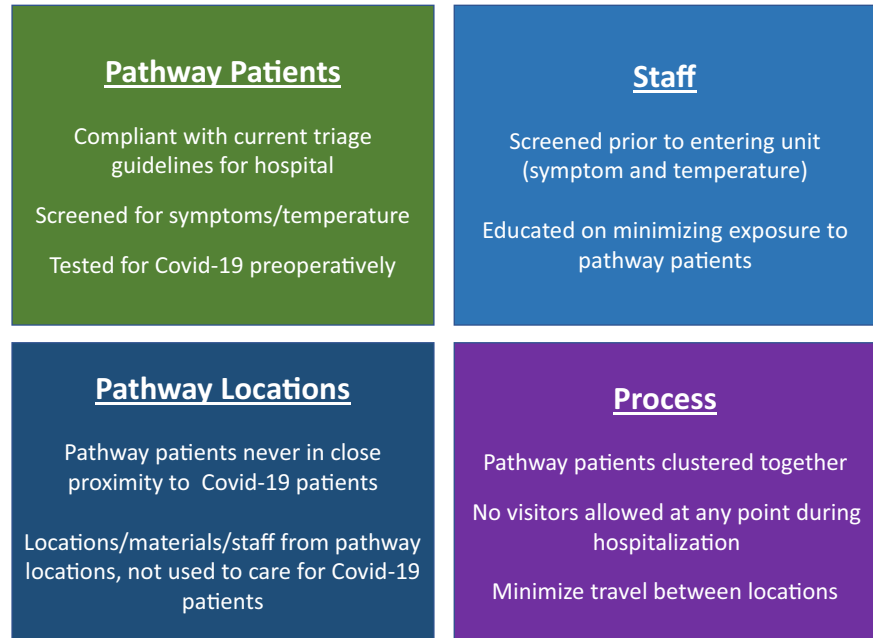 Pathway Patients
Compliant with current triage
guidelines for hospital
Screened for symptoms/temperature
Tested for Covid-19 preoperatively
Staff
Screened prior to entering unit
(symptom and temperature)
Educated on minimizing exposure to
pathway patients
Pathway Locations
Pathway patients never in close
proximity to Covid-19 patients
Locations/materials/staff from pathway
locations, not used to care for Covid-19
patients
Process
Pathway patients clustered together
No visitors allowed at any point during
hospitalization
Minimize travel between locations